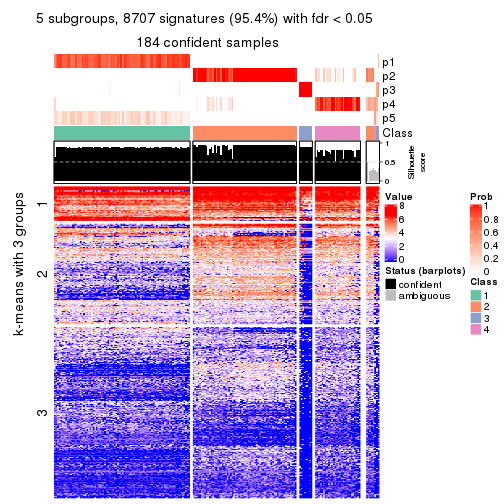 5 subgroups, 8707 signatures (95.4%) with fdr < 0.05
184 confident samples
p1
p2
p3
p4
p5
Class
1
0.5
0
Silhouette
score
k-means with 3 groups
1
2
3
Value
8
6
4
2
0
Status (barplots)
confident
ambiguous
Prob
1
0.8
0.6
0.4
0.2
0
Class
1
2
3
4